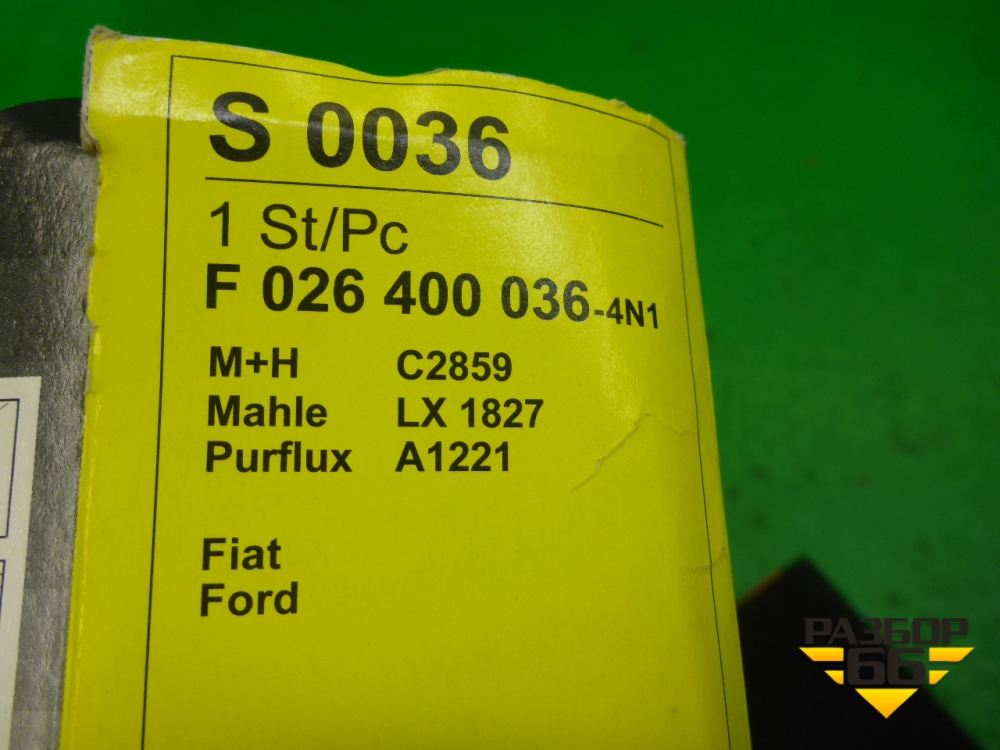 S 0036
1 St/Pc
F 026 400 036-4N1
M+H C2859
Mahle LX 1827
Purflux A1221
Fiat
Ford
РАЗБОР
66